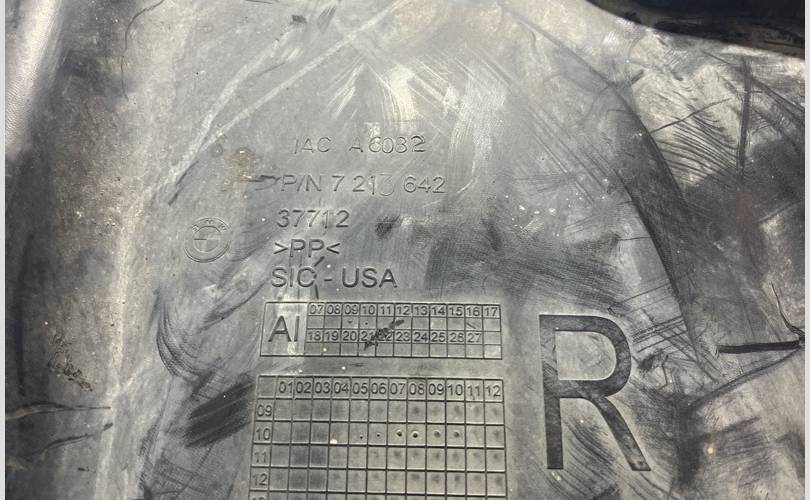 IAC A6032
P/N 7 213 642
37712
>PP<
SIC - USA
AI
07 08 09 10 11 12 13 14 15 16 17
18 19 20 21 22 23 24 25 26 27
R
01 02 03 04 05 06 07 08 09 10 11 12
09
10
11
12